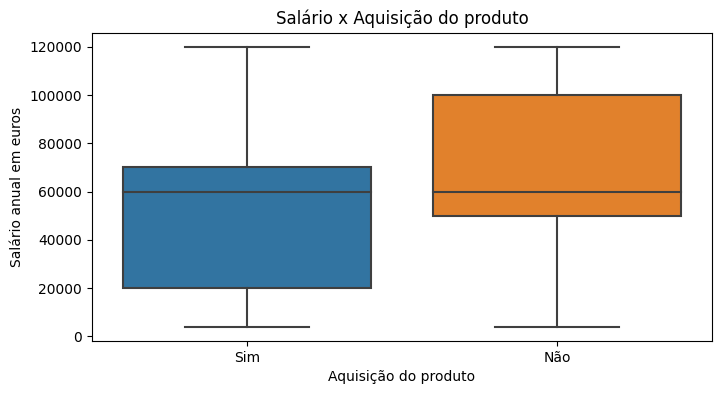 Salário x Aquisição do produto
Salário anual em euros
120000
100000
80000
60000
40000
20000
0
Sim
Não
Aquisição do produto